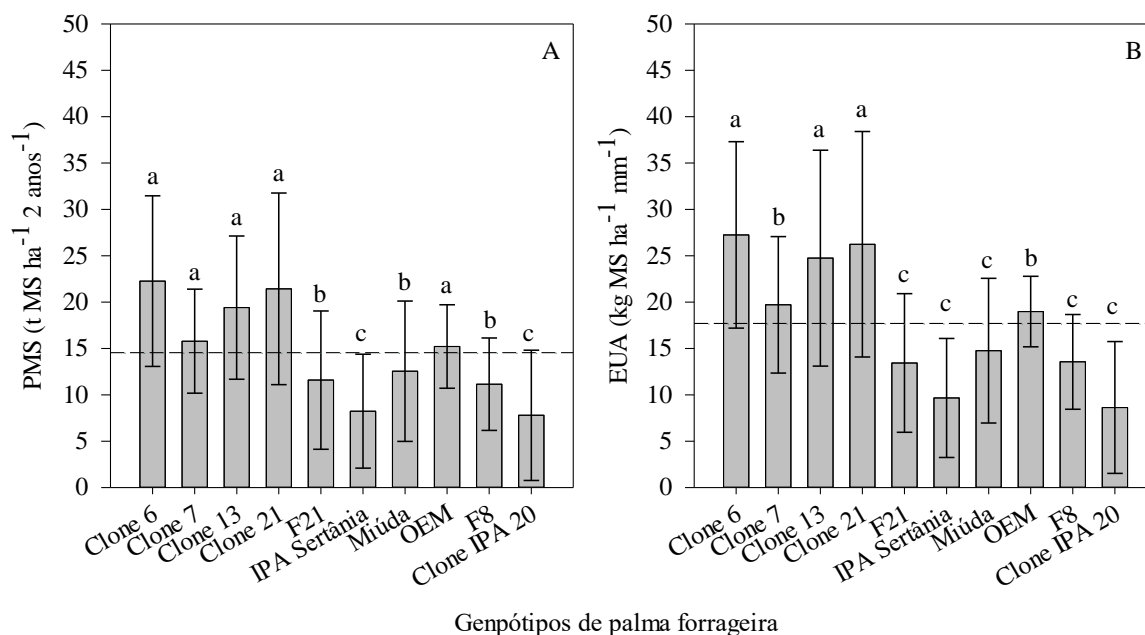 A
50
45
40
35
30
25
20
15
10
5
0
PMS (t MS ha⁻¹ 2 anos⁻¹)
a
a
a
a
b
c
b
a
b
c
Clone 6
Clone 7
Clone 13
Clone 21
F21
IPA Sertânia
Miúda
OEM
F8
Clone IPA 20
B
50
45
40
35
30
25
20
15
10
5
0
EUA (kg MS ha⁻¹ mm⁻¹)
a
b
a
a
c
c
c
b
c
c
Clone 6
Clone 7
Clone 13
Clone 21
F21
IPA Sertânia
Miúda
OEM
F8
Clone IPA 20
Genpótipos de palma forrageira